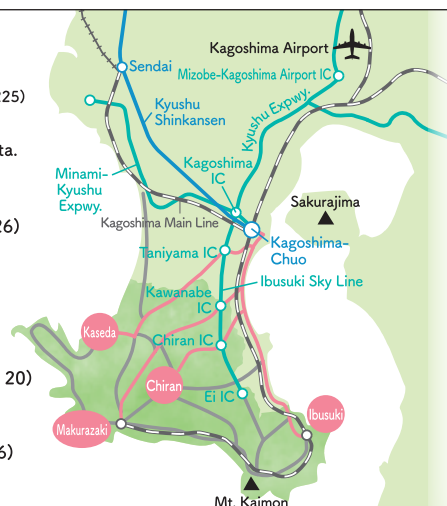 Kagoshima Airport
Sendai
Mizobe-Kagoshima Airport IC
225)
Kyushu
Shinkansen
Kyushu Expwy.
ta.
Kagoshima
IC
Minami-
Kyushu
Expwy.
Sakurajima
26)
Kagoshima Main Line
Kagoshima-
Chuo
Taniyama IC
Ibusuki Sky Line
Kawanabe
IC
Kaseda
Chiran IC
20)
Chiran
Ei IC
Ibusuki
Makurazaki
6)
Mt. Kaimon